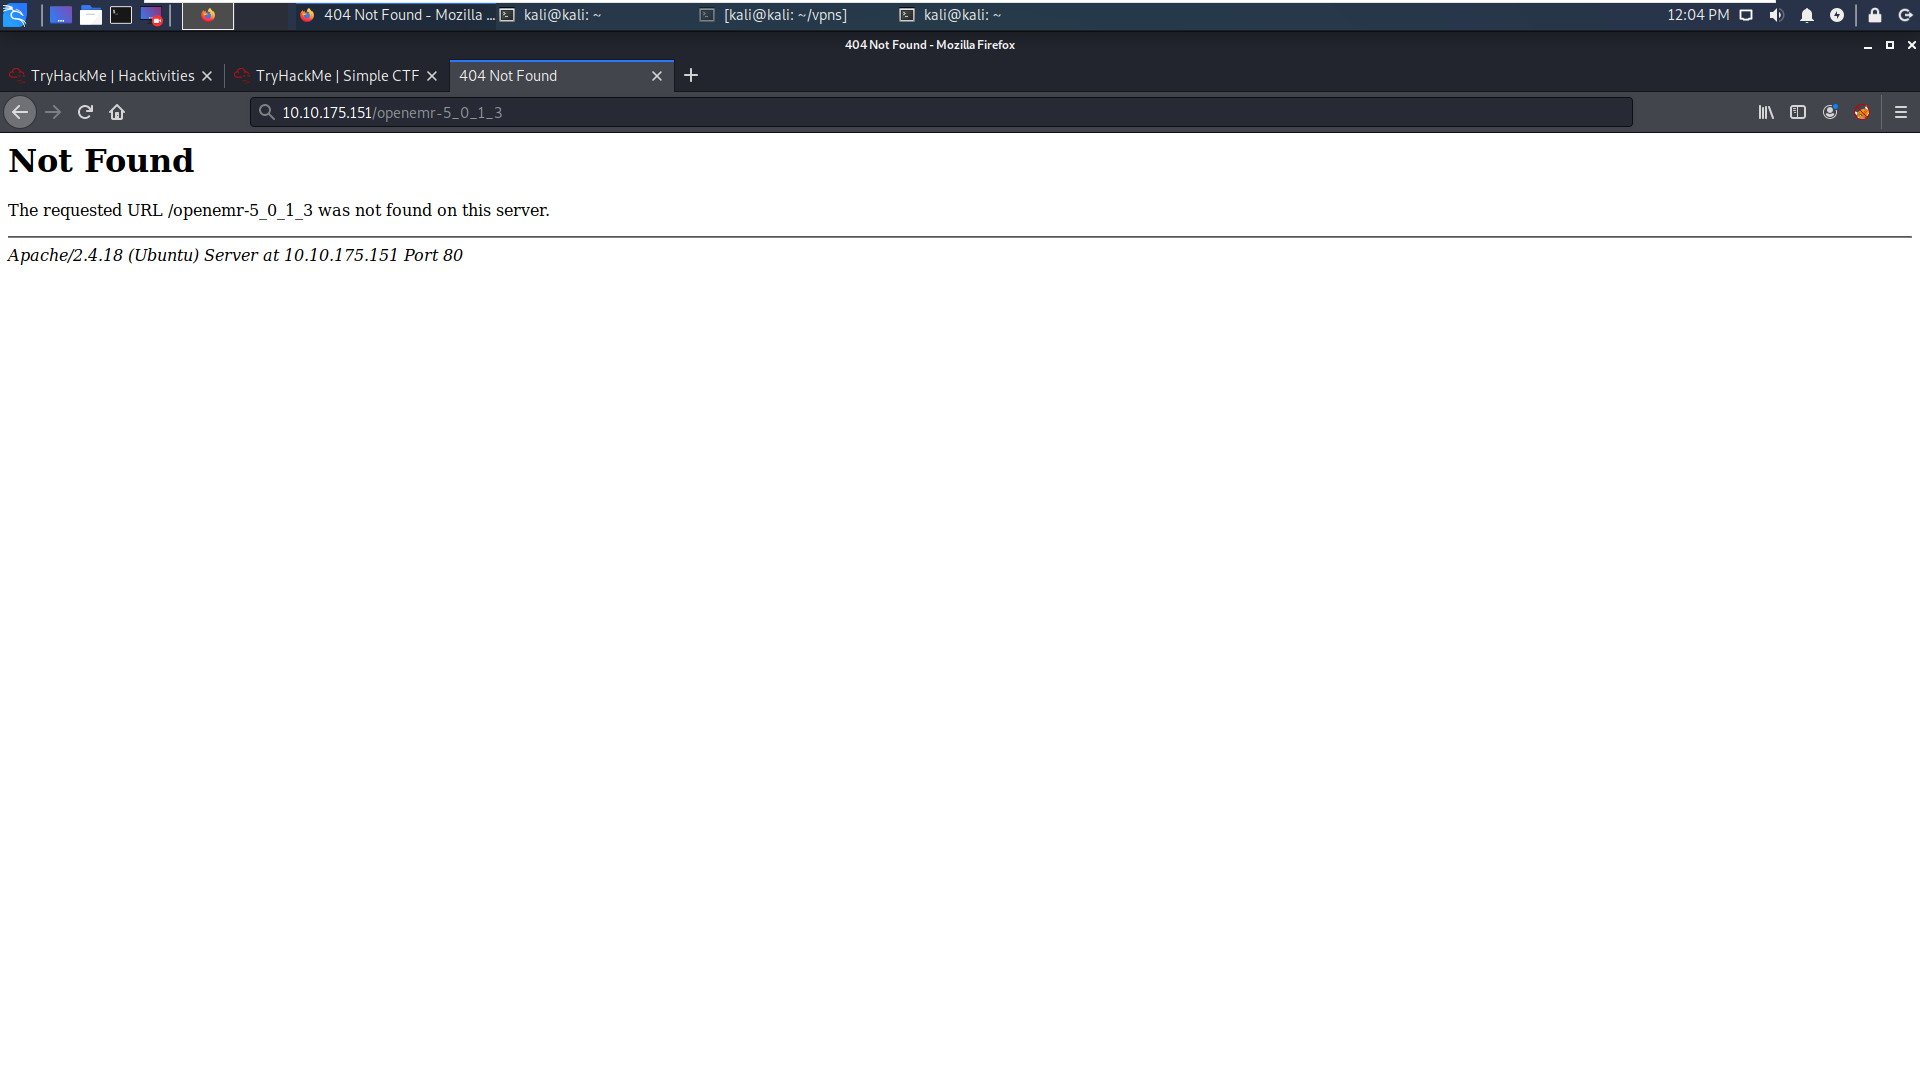 404 Not Found - Mozilla ... kali@kali: ~ [kali@kali: ~/vpns] kali@kali: ~ 12:04 PM
404 Not Found - Mozilla Firefox
TryHackMe | Hacktivities TryHackMe | Simple CTF 404 Not Found
10.10.175.151/openemr-5_0_1_3
Not Found
The requested URL /openemr-5_0_1_3 was not found on this server.
Apache/2.4.18 (Ubuntu) Server at 10.10.175.151 Port 80